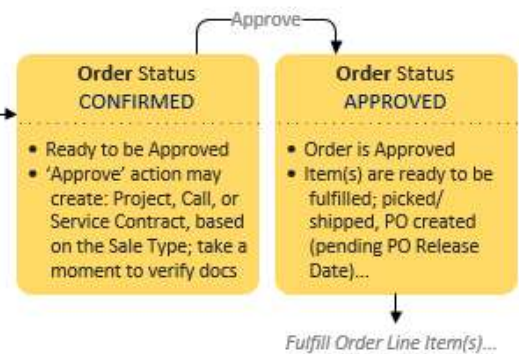 Approve
Order Status
CONFIRMED
• Ready to be Approved
• ‘Approve’ action may
create: Project, Call, or
Service Contract, based
on the Sale Type; take a
moment to verify docs
Order Status
APPROVED
• Order is Approved
• Item(s) are ready to be
fulfilled; picked/
shipped, PO created
(pending PO Release
Date)...
Fulfill Order Line Item(s)...